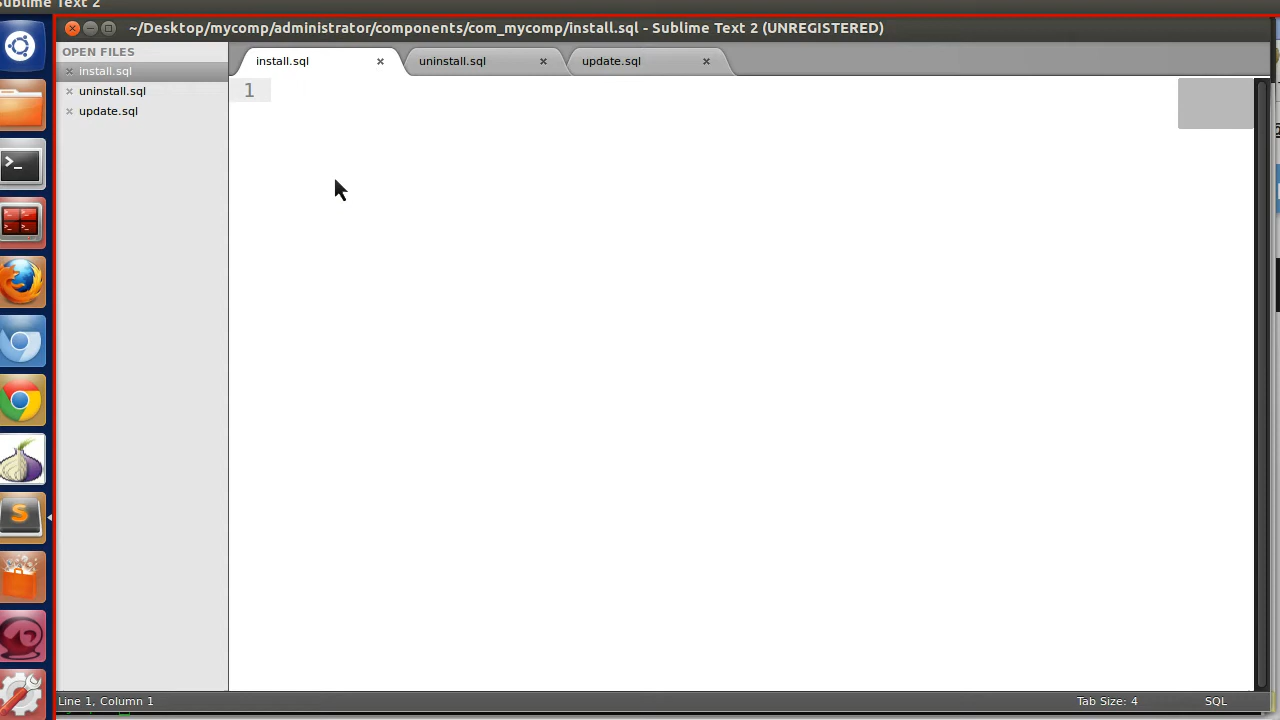 Sublime Text 2
~/Desktop/mycomp/administrator/components/com_mycomp/install.sql - Sublime Text 2 (UNREGISTERED)
OPEN FILES
install.sql
uninstall.sql
update.sql
install.sql
uninstall.sql
update.sql
1
Line 1, Column 1
Tab Size: 4
SQL